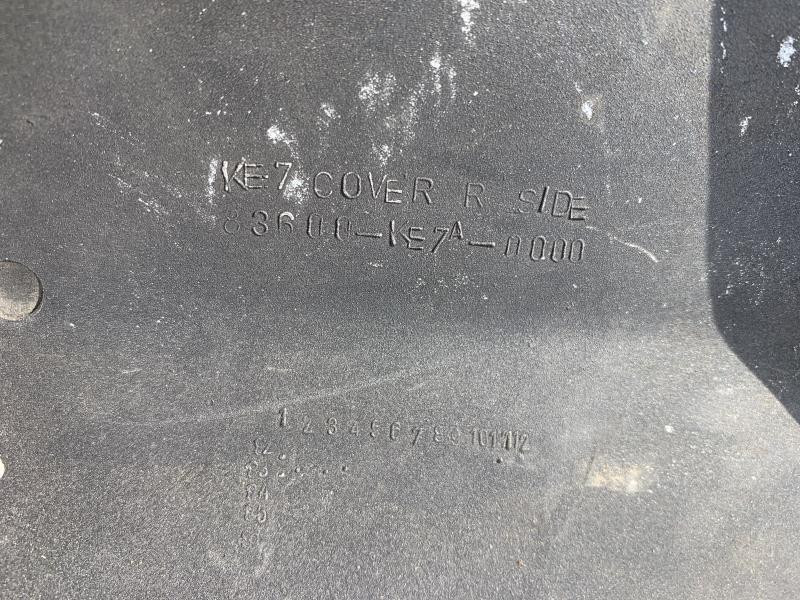 KE7 COVER R SIDE
83600-KE7A-0000
1 2 3 4 5 6 7 8 9 10 11 12